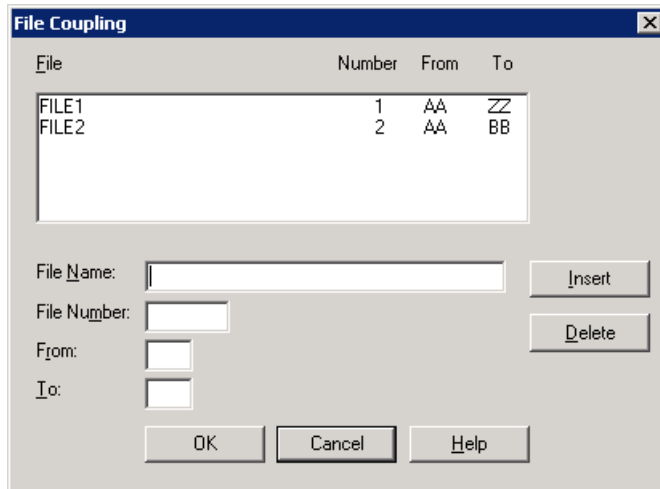 File Coupling
File Number From To
FILE1 1 AA ZZ
FILE2 2 AA BB
File Name: Insert
File Number:
From: Delete
To:
OK Cancel Help